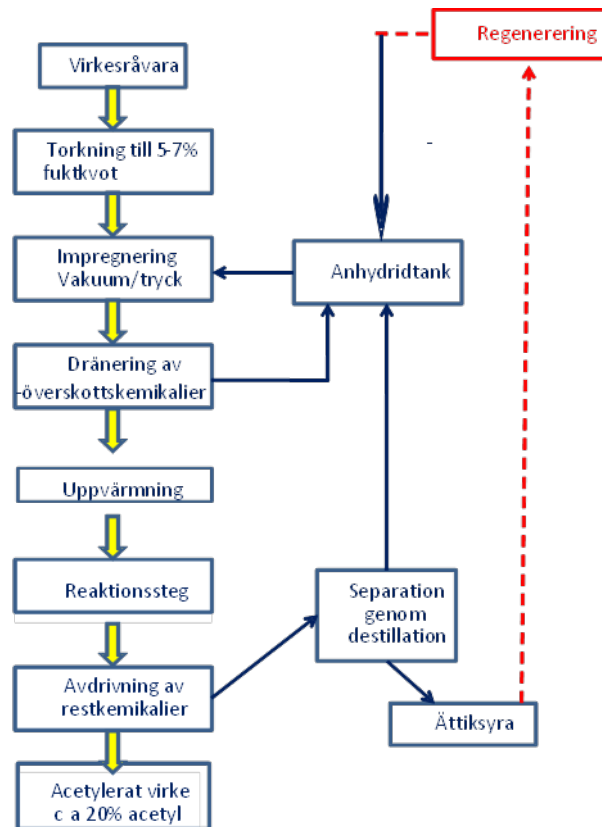 Regenerering
Virkesråvara
Torkning till 5-7%
fuktkvot
-
Impregnering
Vakuum/tryck
Anhydridtank
Dränering av
-överskottskemikalier
Uppvärmning
Reaktionssteg
Separation
genom
destillation
Avdrivning av
restkemikalier
Ättiksyra
Acetylerat virke
c a 20% acetyl